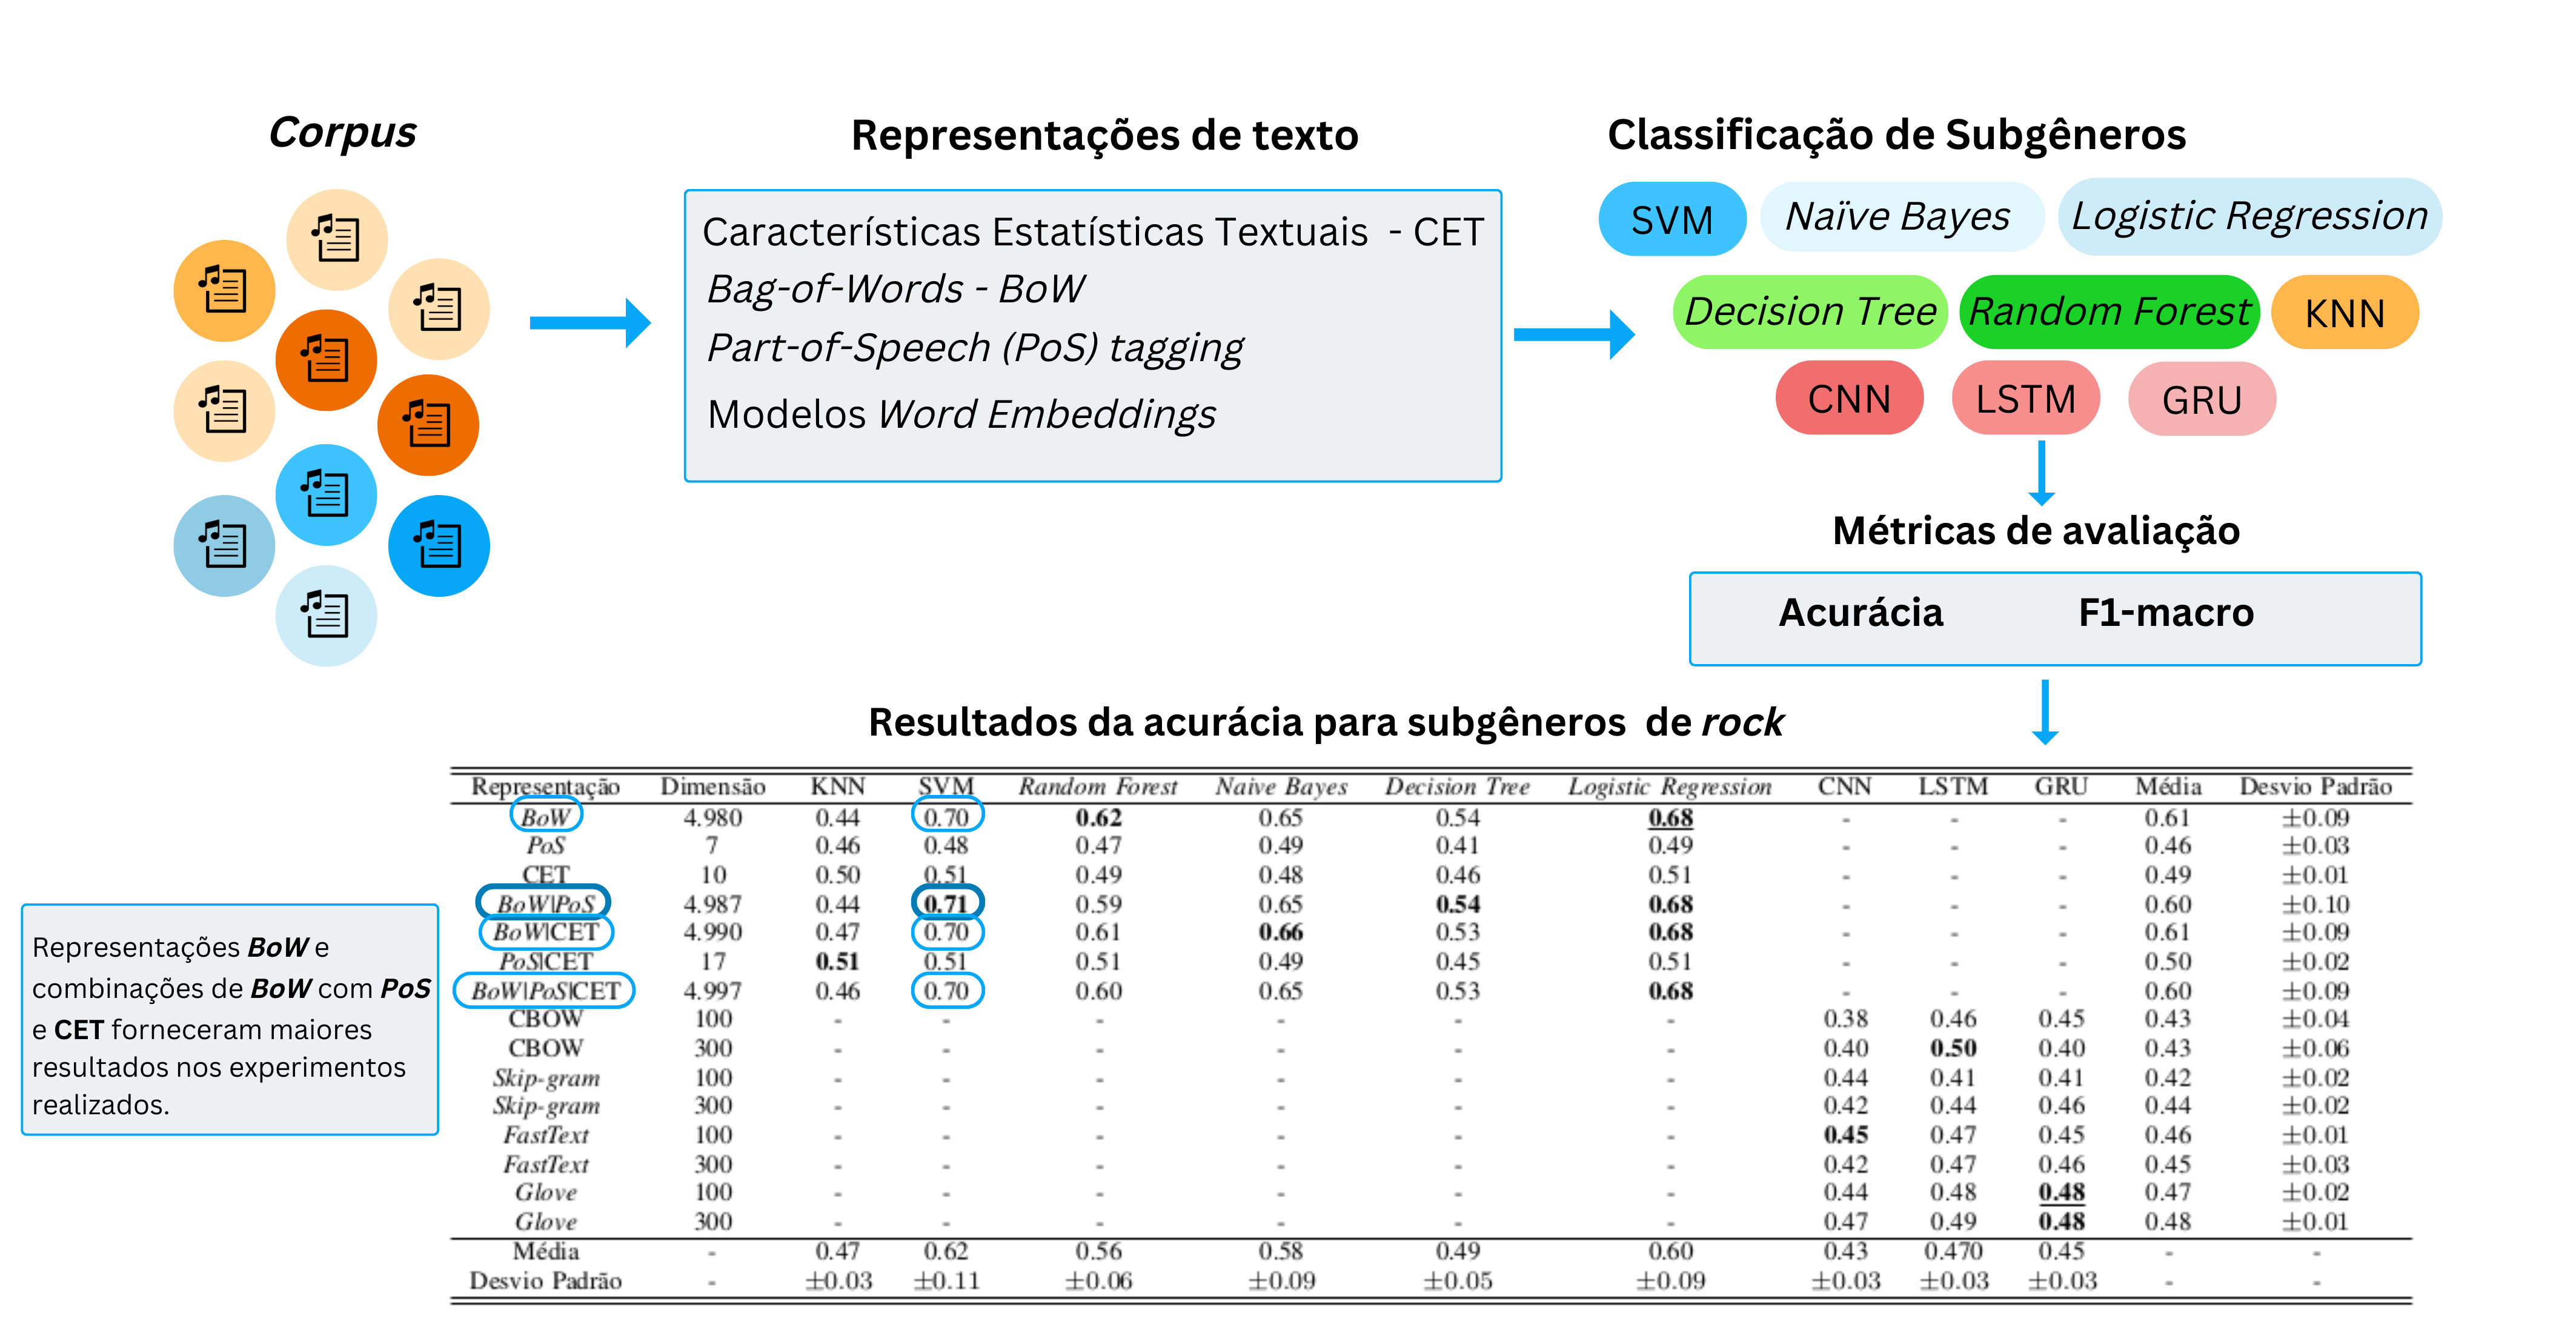 Corpus
Representações de texto
Características Estatísticas Textuais - CET
Bag-of-Words - BoW
Part-of-Speech (PoS) tagging
Modelos Word Embeddings
Classificação de Subgêneros
SVM Naïve Bayes Logistic Regression
Decision Tree Random Forest KNN
CNN LSTM GRU
Métricas de avaliação
Acurácia F1-macro
Resultados da acurácia para subgêneros de rock
Representação Dimensão KNN SVM Random Forest Naive Bayes Decision Tree Logistic Regression CNN LSTM GRU Média Desvio Padrão
BoW 4.980 0.44 0.70 0.62 0.65 0.54 0.68 - - - 0.61 ±0.09
PoS 7 0.46 0.48 0.47 0.49 0.41 0.49 - - - 0.46 ±0.03
CET 10 0.50 0.51 0.49 0.48 0.46 0.51 - - - 0.49 ±0.01
BoW|PoS 4.987 0.44 0.71 0.59 0.65 0.54 0.68 - - - 0.60 ±0.10
BoW|CET 4.990 0.47 0.70 0.61 0.66 0.53 0.68 - - - 0.61 ±0.09
PoS|CET 17 0.51 0.51 0.51 0.49 0.45 0.51 - - - 0.50 ±0.02
BoW|PoS|CET 4.997 0.46 0.70 0.60 0.65 0.53 0.68 - - - 0.60 ±0.09
CBOW 100 - - - - - - 0.38 0.46 0.45 0.43 ±0.04
CBOW 300 - - - - - - 0.40 0.50 0.40 0.43 ±0.06
Skip-gram 100 - - - - - - 0.44 0.41 0.41 0.42 ±0.02
Skip-gram 300 - - - - - - 0.42 0.44 0.46 0.44 ±0.02
FastText 100 - - - - - - 0.45 0.47 0.45 0.46 ±0.01
FastText 300 - - - - - - 0.42 0.47 0.46 0.45 ±0.03
Glove 100 - - - - - - 0.44 0.48 0.48 0.47 ±0.02
Glove 300 - - - - - - 0.47 0.49 0.48 0.48 ±0.01
Média - 0.47 0.62 0.56 0.58 0.49 0.60 0.43 0.470 0.45 - -
Desvio Padrão - ±0.03 ±0.11 ±0.06 ±0.09 ±0.05 ±0.09 ±0.03 ±0.03 ±0.03 - -
Representações BoW e
combinações de BoW com PoS
e CET forneceram maiores
resultados nos experimentos
realizados.